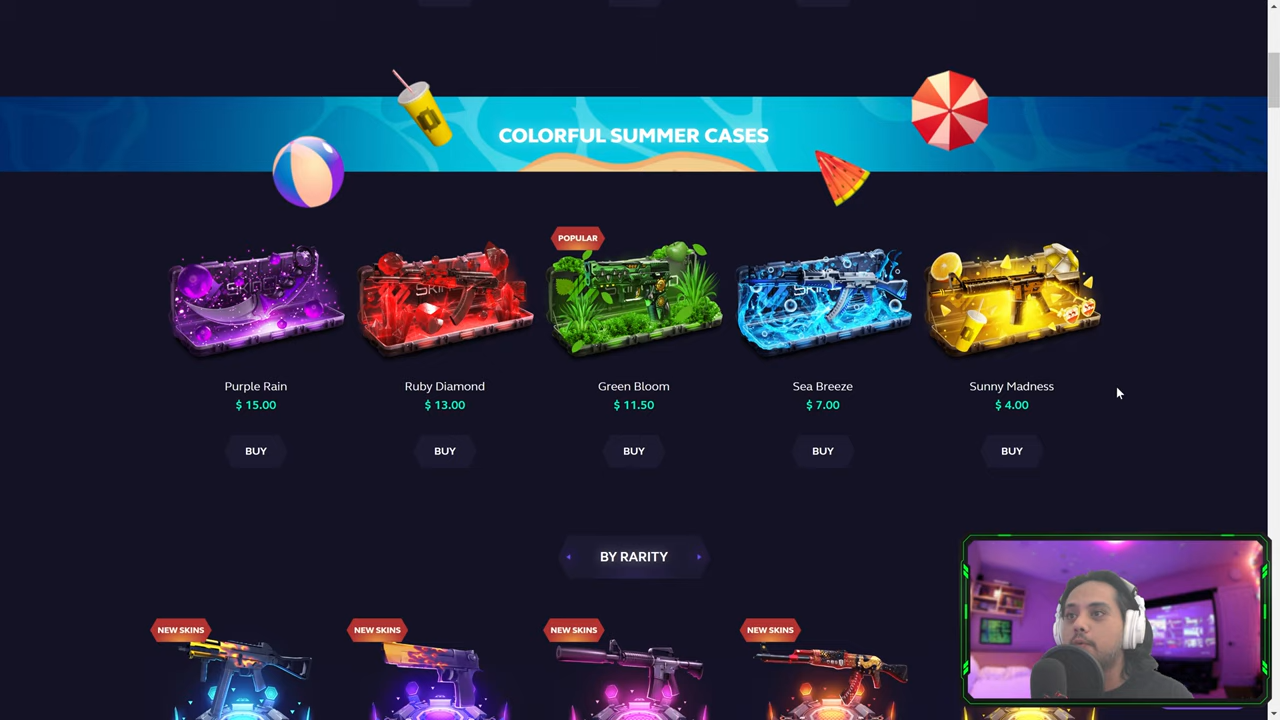 COLORFUL SUMMER CASES
POPULAR
Purple Rain
Ruby Diamond
Green Bloom
Sea Breeze
Sunny Madness
$ 15.00
$ 13.00
$ 11.50
$ 7.00
$ 4.00
BUY
BUY
BUY
BUY
BUY
BY RARITY
NEW SKINS
NEW SKINS
NEW SKINS
NEW SKINS